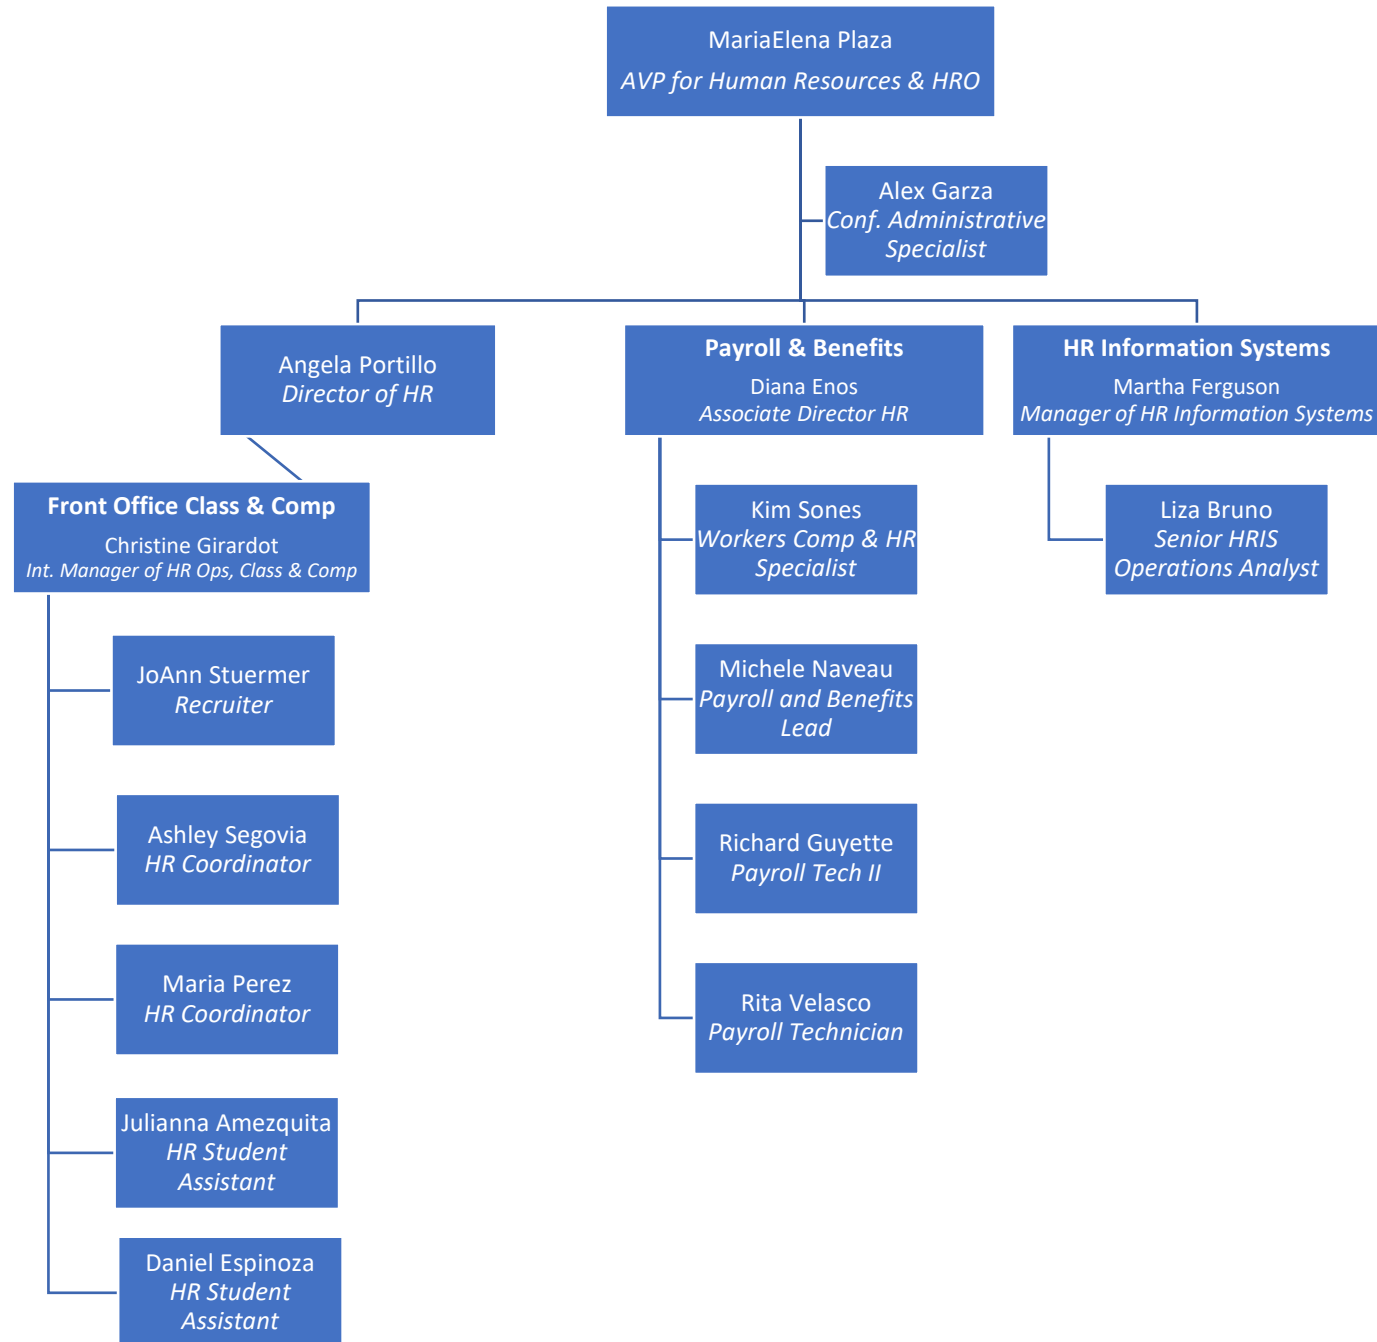 MariaElena Plaza
AVP for Human Resources & HRO
Alex Garza
Conf. Administrative
Specialist
Angela Portillo
Director of HR
Payroll & Benefits
Diana Enos
Associate Director HR
HR Information Systems
Martha Ferguson
Manager of HR Information Systems
Front Office Class & Comp
Christine Girardot
Int. Manager of HR Ops, Class & Comp
JoAnn Stuermer
Recruiter
Ashley Segovia
HR Coordinator
Maria Perez
HR Coordinator
Julianna Amezquita
HR Student
Assistant
Daniel Espinoza
HR Student
Assistant
Kim Sones
Workers Comp & HR
Specialist
Michele Naveau
Payroll and Benefits
Lead
Richard Guyette
Payroll Tech II
Rita Velasco
Payroll Technician
Liza Bruno
Senior HRIS
Operations Analyst